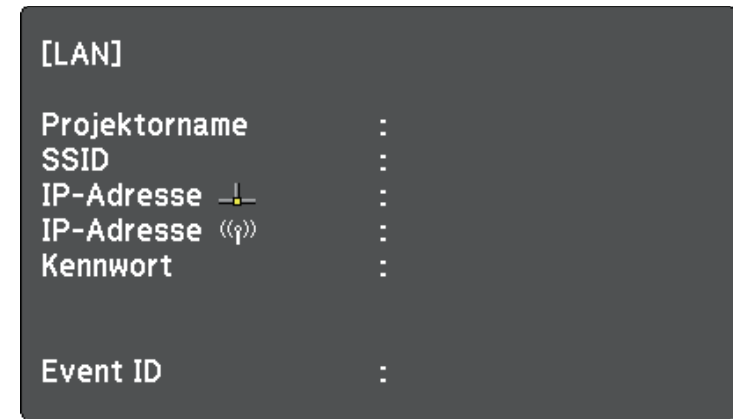 [LAN]
Projektorname :
SSID :
IP-Adresse :
IP-Adresse :
Kennwort :
Event ID :